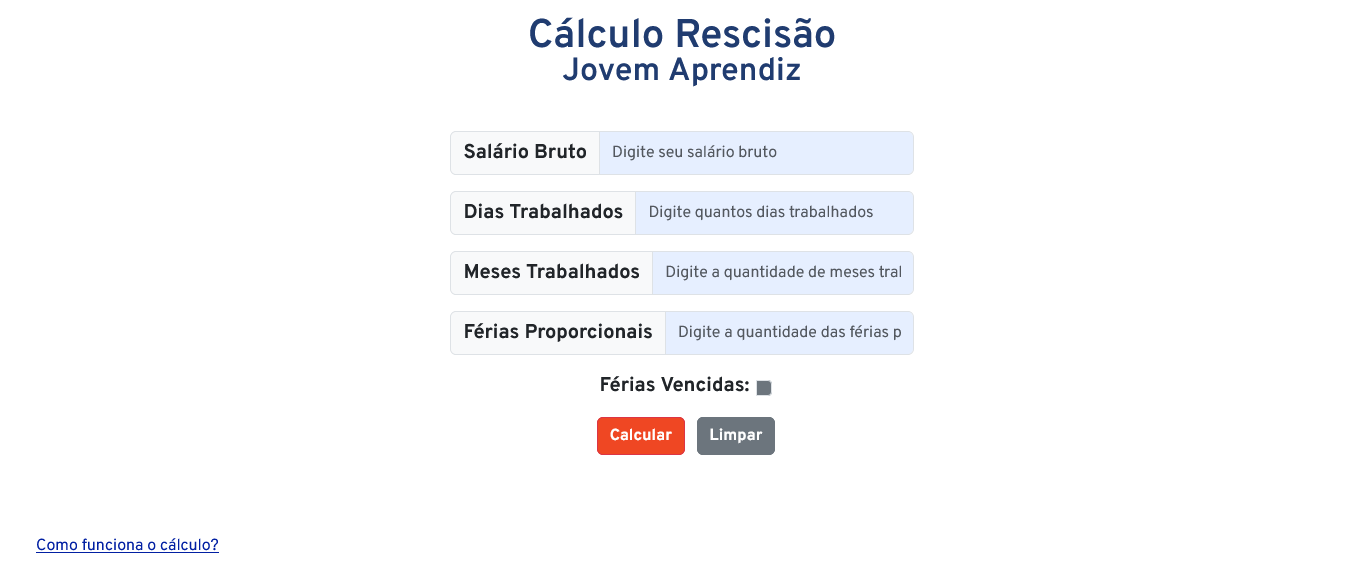 Cálculo Rescisão
Jovem Aprendiz
Salário Bruto Digite seu salário bruto
Dias Trabalhados Digite quantos dias trabalhados
Meses Trabalhados Digite a quantidade de meses tral
Férias Proporcionais Digite a quantidade das férias p
Férias Vencidas:
Calcular Limpar
Como funciona o cálculo?